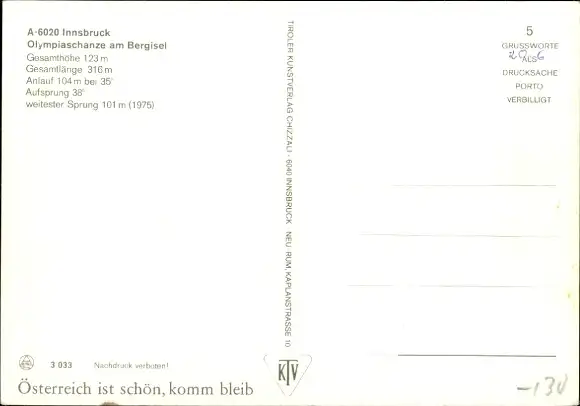 A-6020 Innsbruck
Olympiaschanze am Bergisel
Gesamthöhe 123 m
Gesamtlänge 316 m
Anlauf 104 m bei 35°
Aufsprung 38°
weitester Sprung 101 m (1975)
TIROLER KUNSTVERLAG CHIZZALI · 6040 INNSBRUCK NEU-RUM, KAPLANSTRASSE 10
5
GRUSSWORTE
ALS
DRUCKSACHE
PORTO
VERBILLIGT
3 033 Nachdruck verboten!
Österreich ist schön, komm bleib
KTV